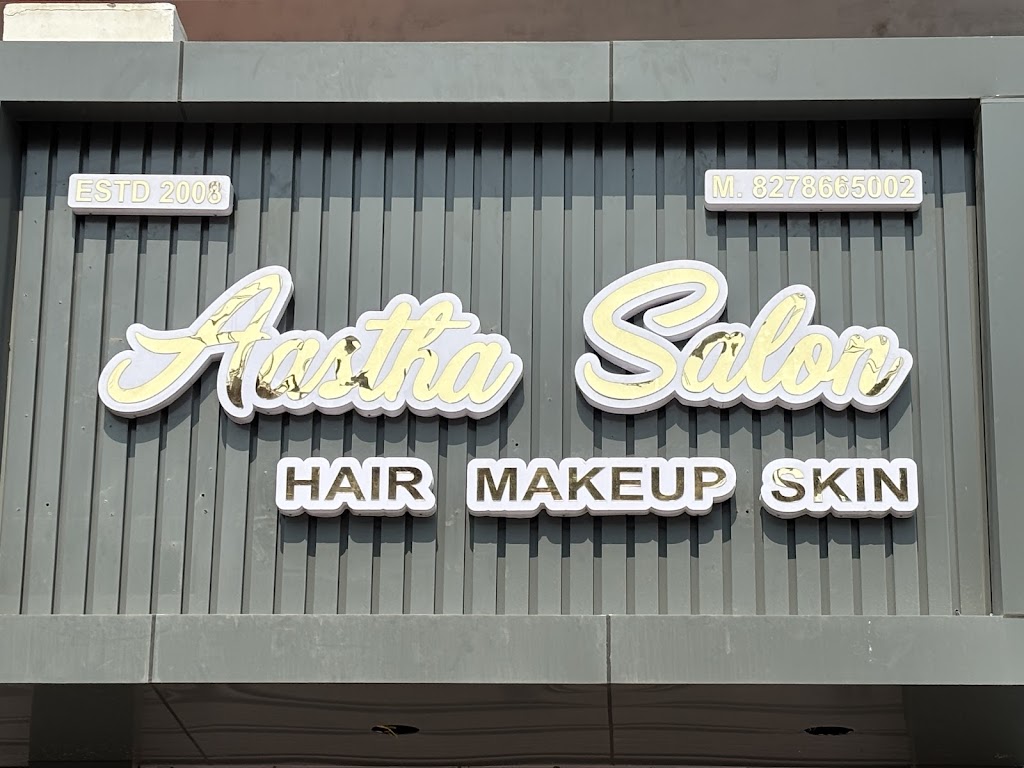 ESTD 2008
M. 8278665002
Aastha Salon
HAIR MAKEUP SKIN